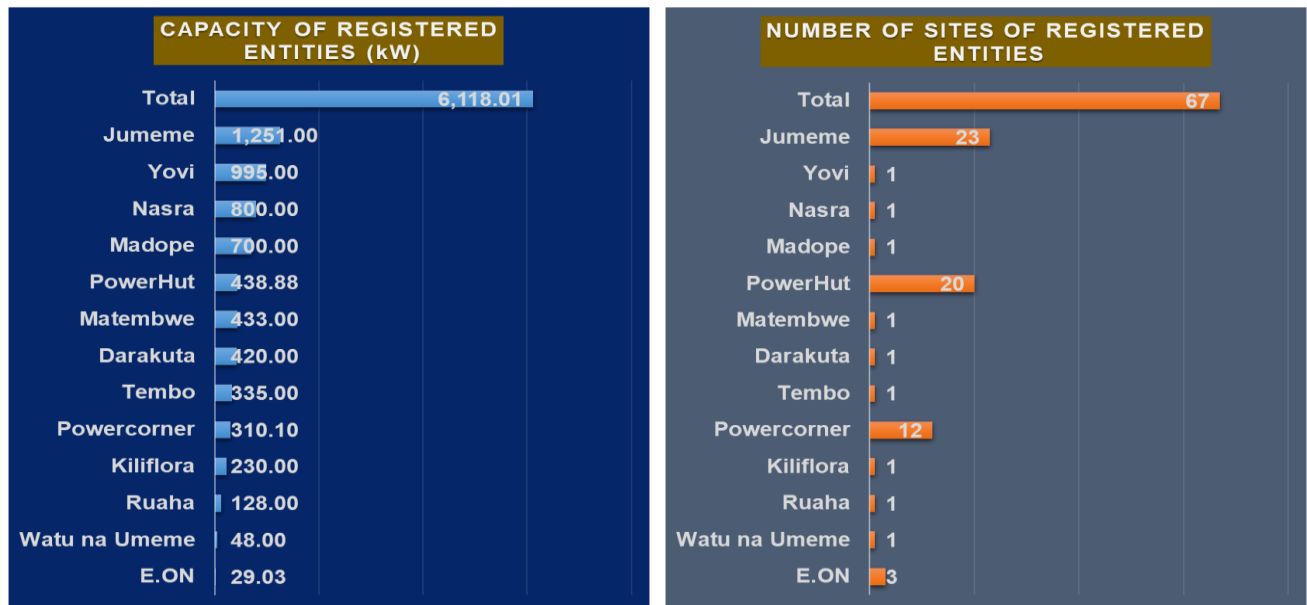 CAPACITY OF REGISTERED
ENTITIES (kW)
Total 6,118.01
Jumeme 1,251.00
Yovi 995.00
Nasra 800.00
Madope 700.00
PowerHut 438.88
Matembwe 433.00
Darakuta 420.00
Tembo 335.00
Powercorner 310.10
Kiliflora 230.00
Ruaha 128.00
Watu na Umeme 48.00
E.ON 29.03
NUMBER OF SITES OF REGISTERED
ENTITIES
Total 67
Jumeme 23
Yovi 1
Nasra 1
Madope 1
PowerHut 20
Matembwe 1
Darakuta 1
Tembo 1
Powercorner 12
Kiliflora 1
Ruaha 1
Watu na Umeme 1
E.ON 3